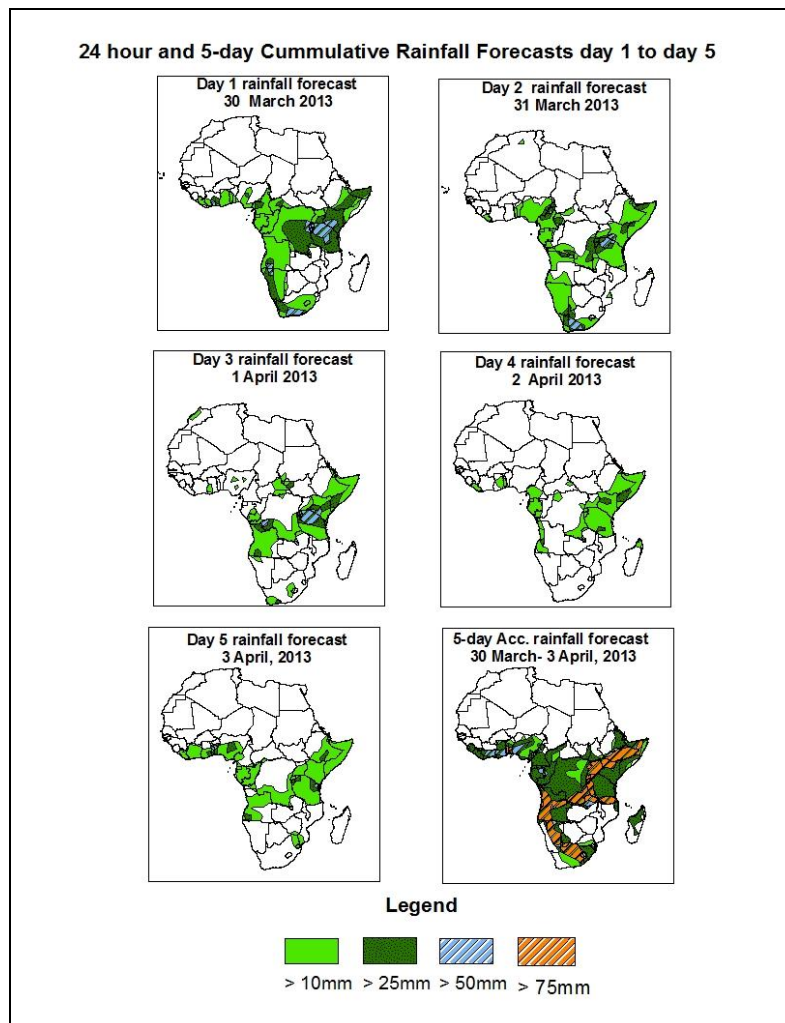 24 hour and 5-day Cummulative Rainfall Forecasts day 1 to day 5
Day 1 rainfall forecast
30 March 2013
Day 2 rainfall forecast
31 March 2013
Day 3 rainfall forecast
1 April 2013
Day 4 rainfall forecast
2 April 2013
Day 5 rainfall forecast
3 April, 2013
5-day Acc. rainfall forecast
30 March- 3 April, 2013
Legend
> 10mm > 25mm > 50mm > 75mm